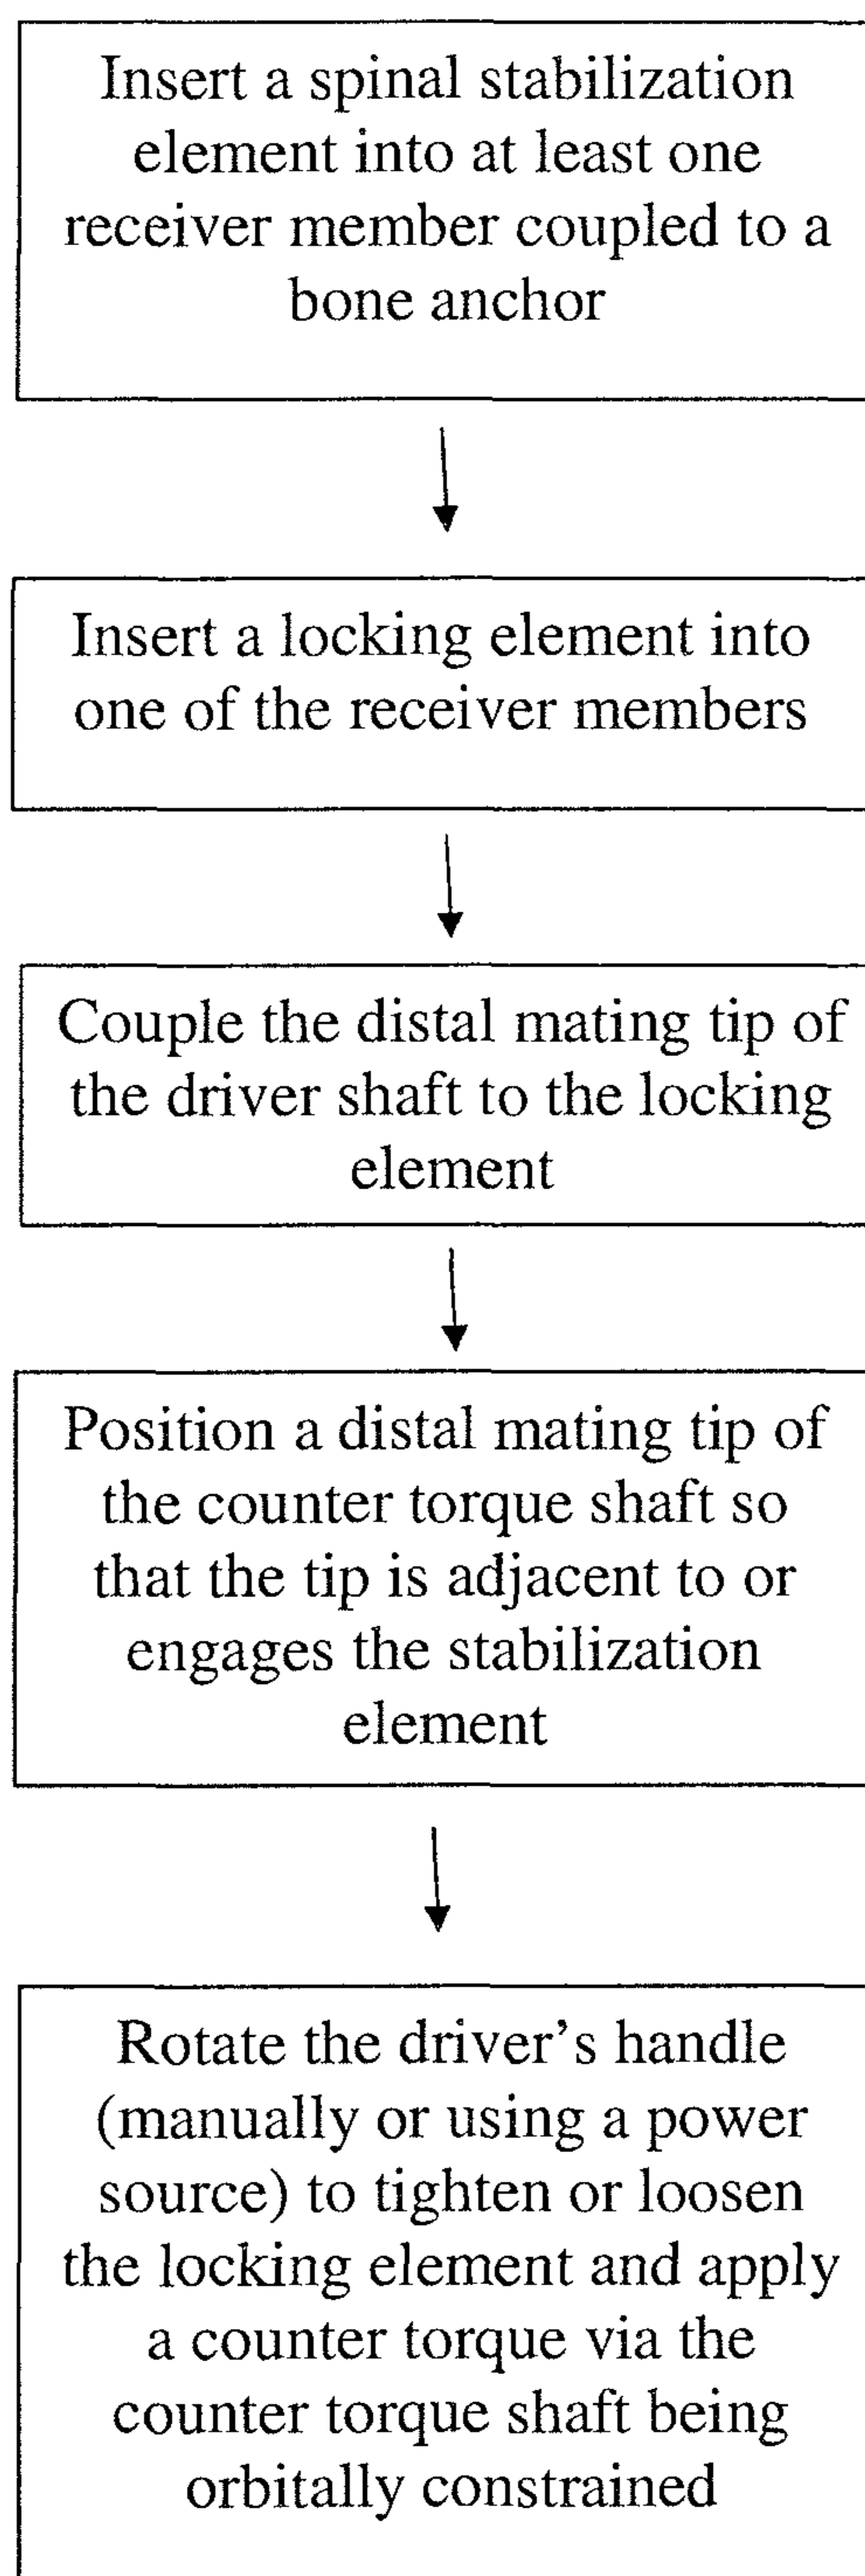 Insert a spinal stabilization
element into at least one
receiver member coupled to a
bone anchor
Insert a locking element into
one of the receiver members
Couple the distal mating tip of
the driver shaft to the locking
element
Position a distal mating tip of
the counter torque shaft so
that the tip is adjacent to or
engages the stabilization
element
Rotate the driver’s handle
(manually or using a power
source) to tighten or loosen
the locking element and apply
a counter torque via the
counter torque shaft being
orbitally constrained